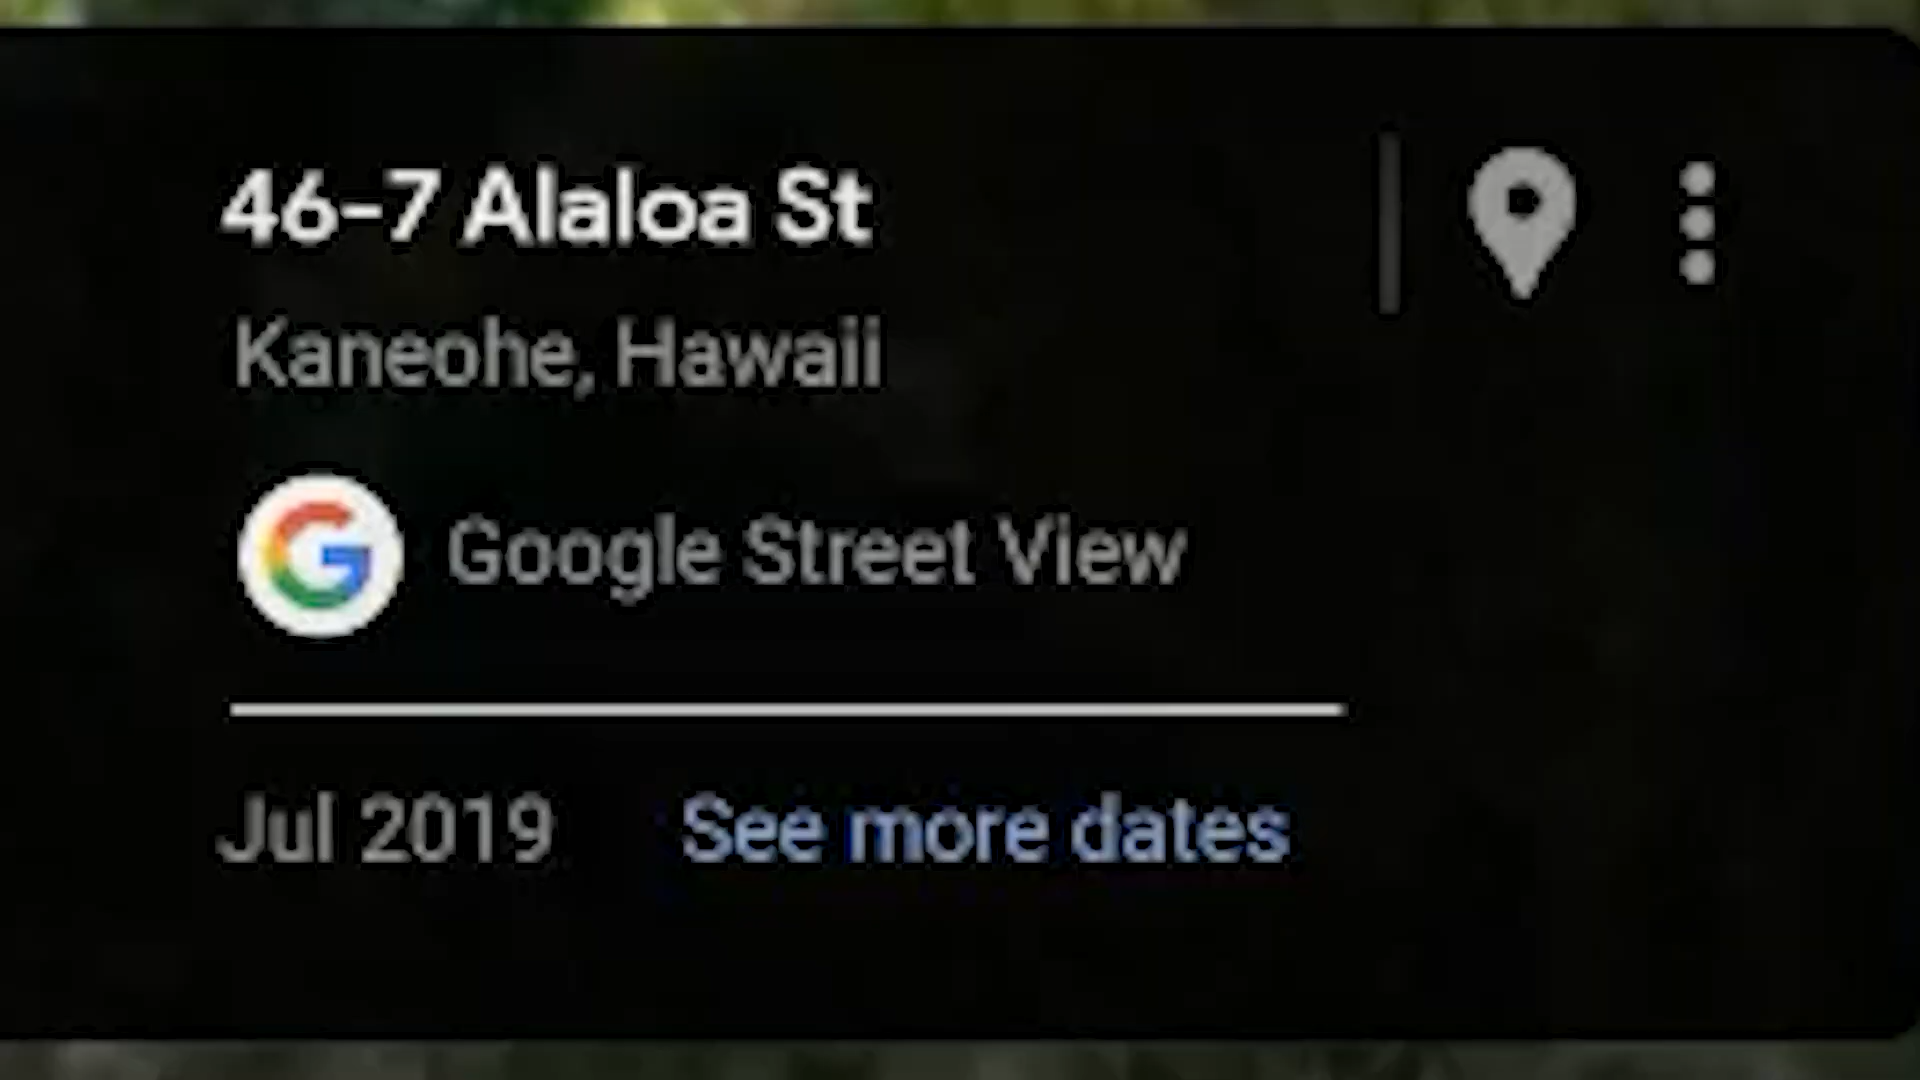 46-7 Alaloa St
Kaneohe, Hawaii
Google Street View
Jul 2019 See more dates